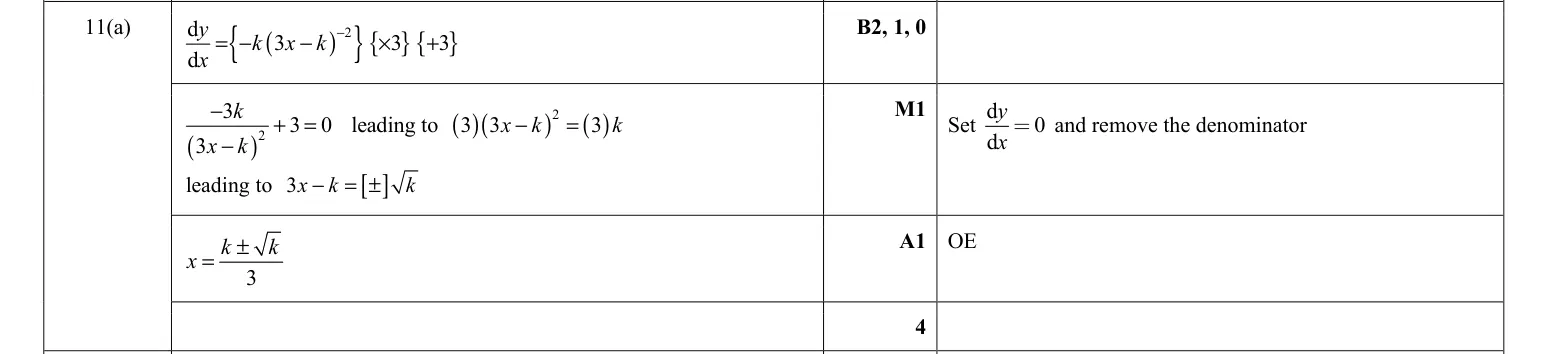 11(a)
dy/dx = {−k(3x − k)⁻²} {×3} {+3}
B2, 1, 0
−3k/(3x − k)² + 3 = 0 leading to (3)(3x − k)² = (3)k
leading to 3x − k = [±]√k
M1
Set dy/dx = 0 and remove the denominator
x = (k ± √k)/3
A1
OE
4